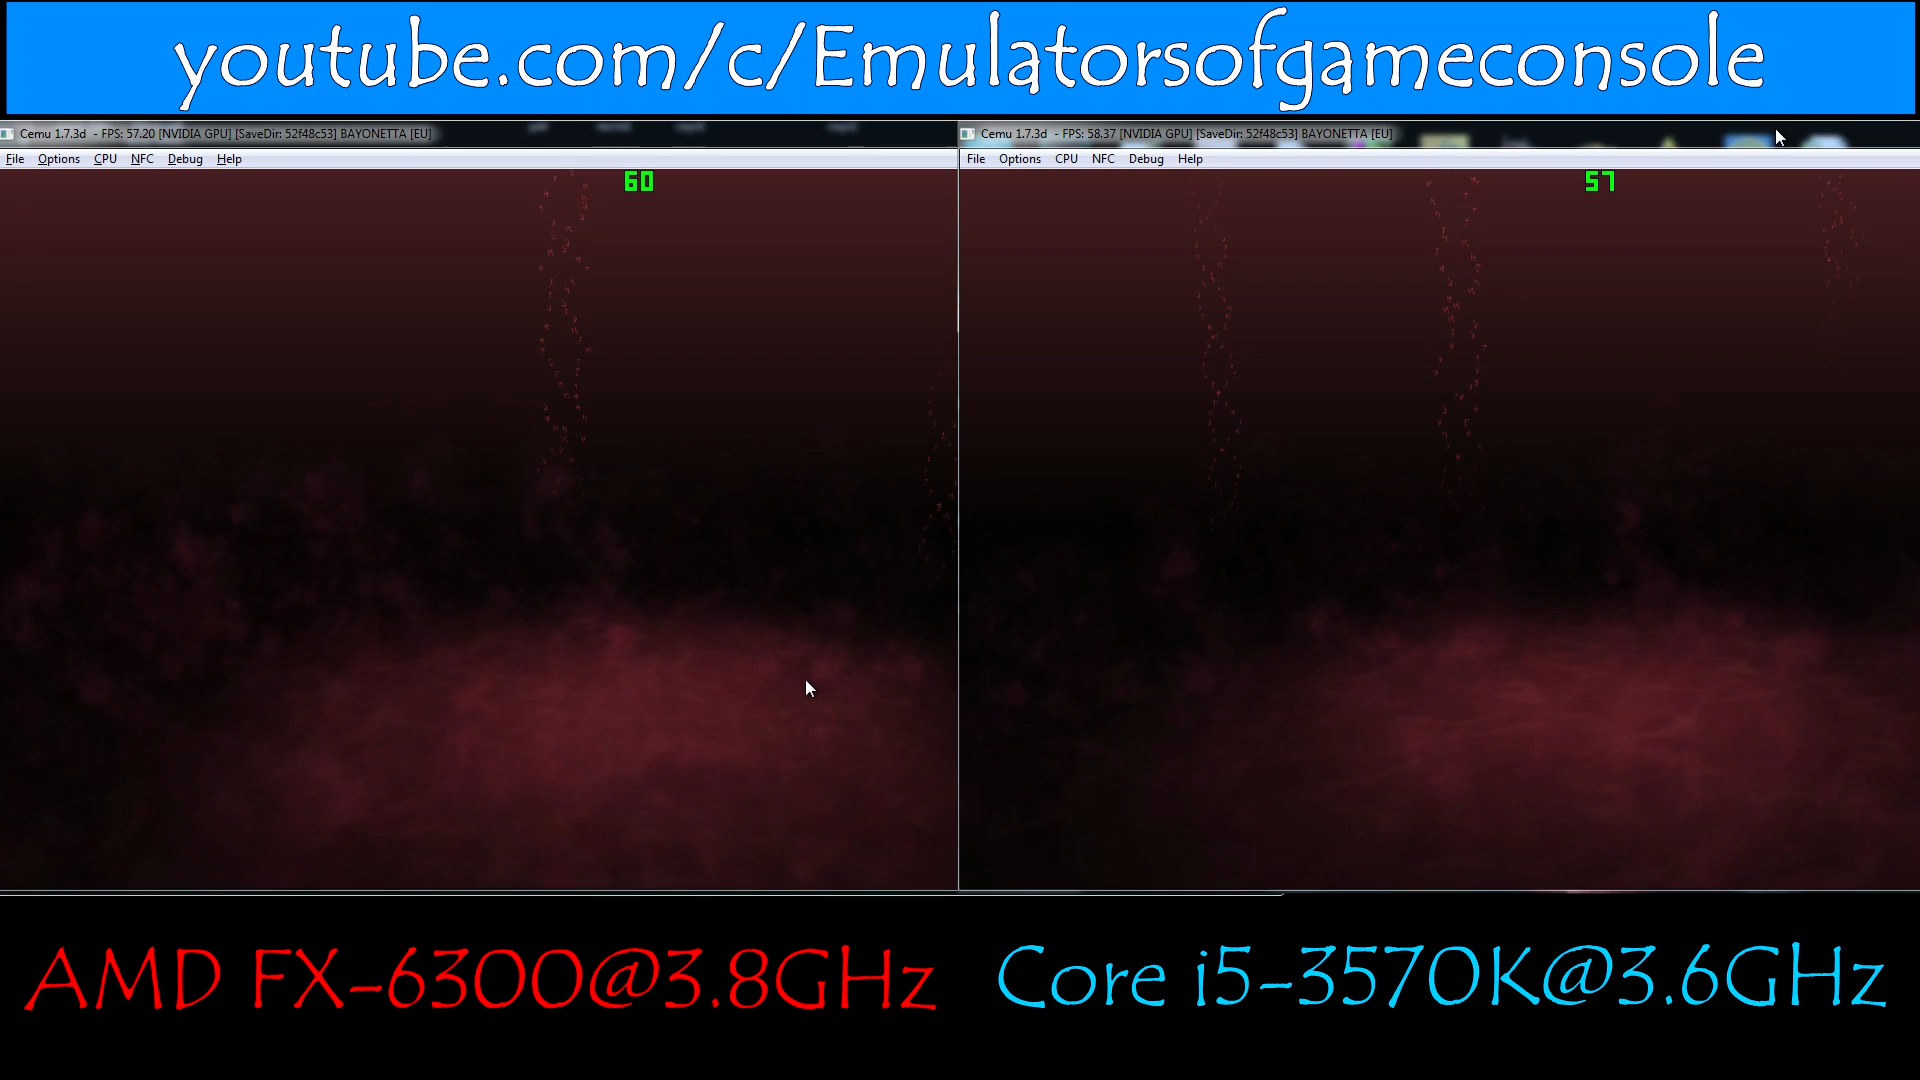 youtube.com/c/Emulatorsofgameconsole
Cemu 1.7.3d - FPS: 57.20 [NVIDIA GPU] [SaveDir: 52f48c53] BAYONETTA [EU]
File Options CPU NFC Debug Help
60
Cemu 1.7.3d - FPS: 58.37 [NVIDIA GPU] [SaveDir: 52f48c53] BAYONETTA [EU]
File Options CPU NFC Debug Help
57
AMD FX-6300@3.8GHz
Core i5-3570K@3.6GHz